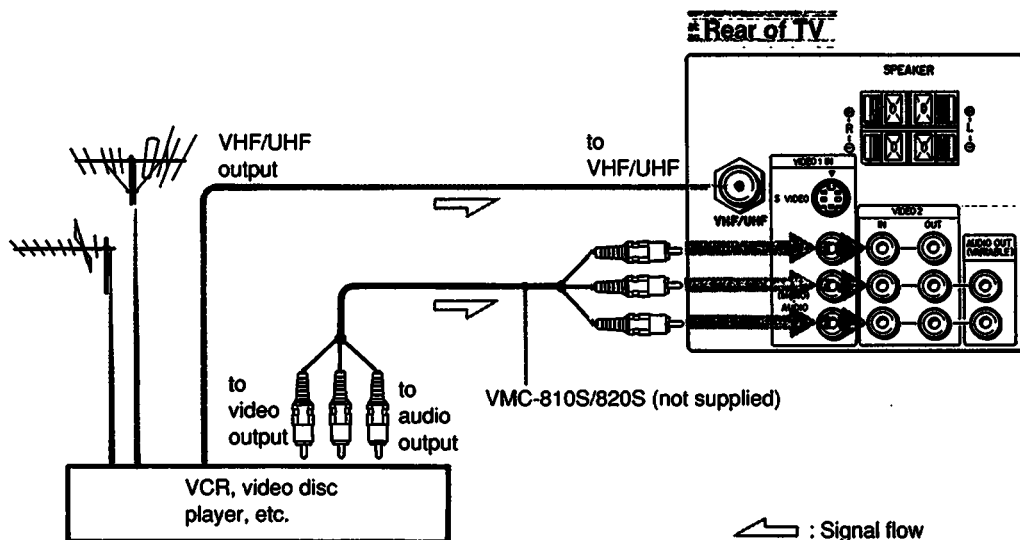 Rear of TV
SPEAKER
R
L
VHF/UHF
output
to
VHF/UHF
VIDEO 1 IN
S VIDEO
VHF/UHF
VIDEO 2
IN
OUT
AUDIO OUT
(VARIABLE)
(MONO)
AUDIO
to
video
output
to
audio
output
VMC-810S/820S (not supplied)
VCR, video disc
player, etc.
: Signal flow